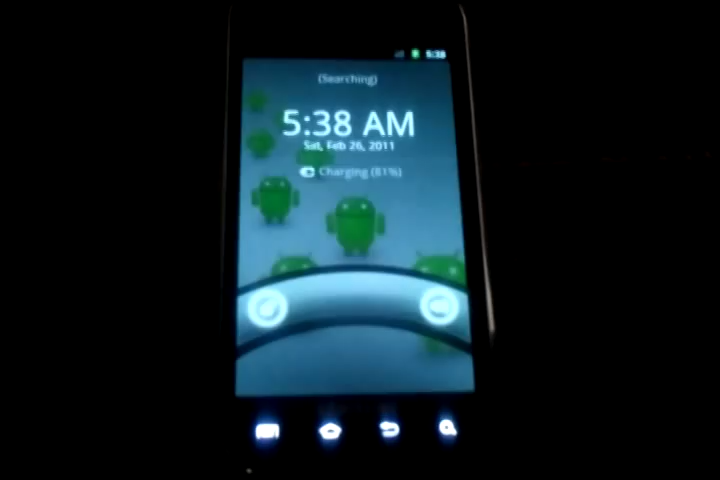 5:38
(Searching)
5:38 AM
Sat, Feb 26, 2011
Charging (81%)